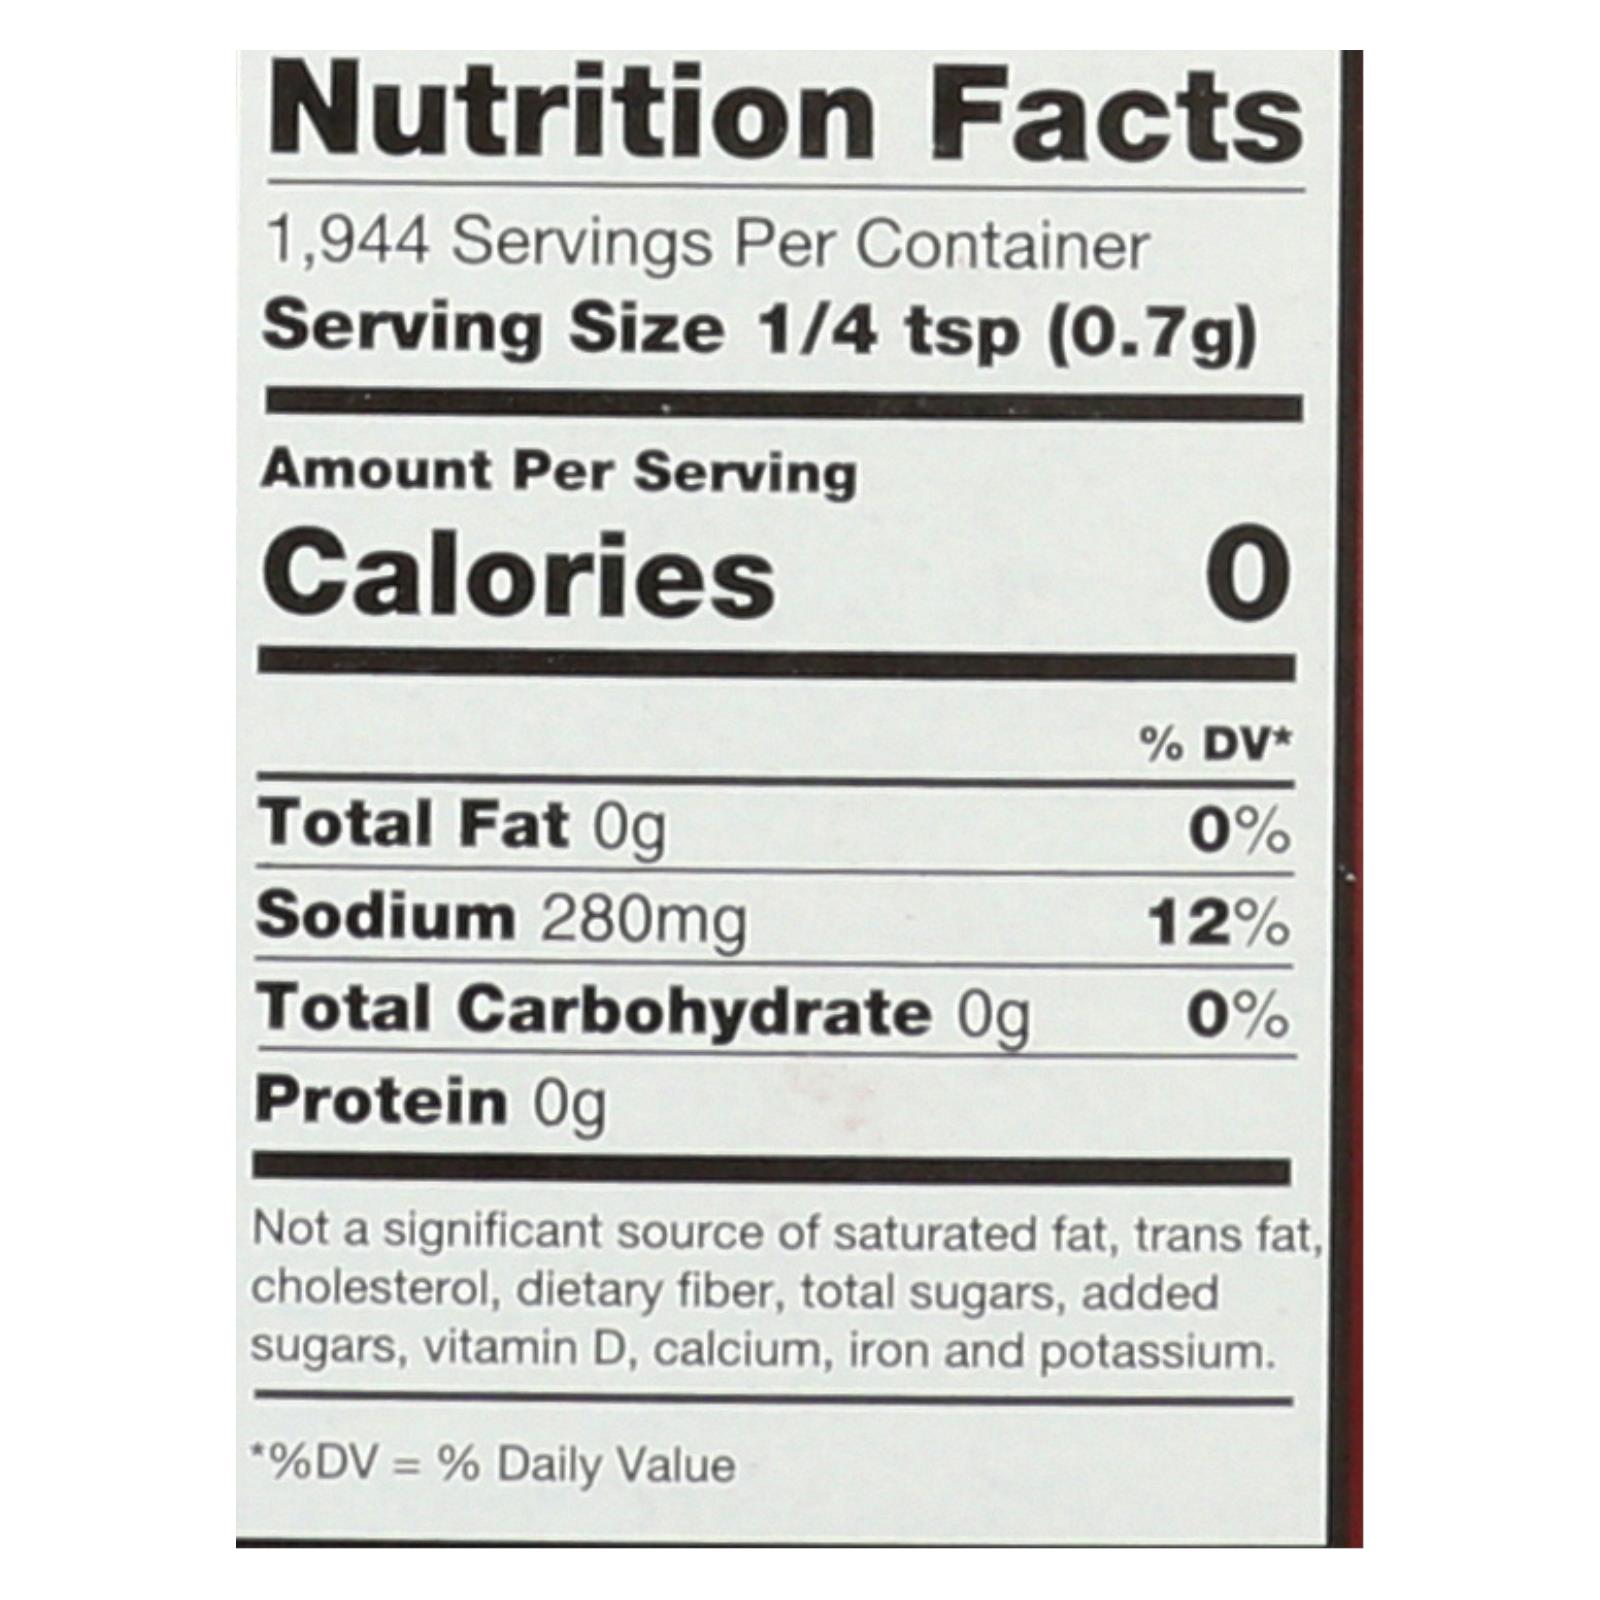 Nutrition Facts
1,944 Servings Per Container
Serving Size 1/4 tsp (0.7g)
Amount Per Serving
Calories 0
% DV*
Total Fat 0g 0%
Sodium 280mg 12%
Total Carbohydrate 0g 0%
Protein 0g
Not a significant source of saturated fat, trans fat,
cholesterol, dietary fiber, total sugars, added
sugars, vitamin D, calcium, iron and potassium.
*%DV = % Daily Value